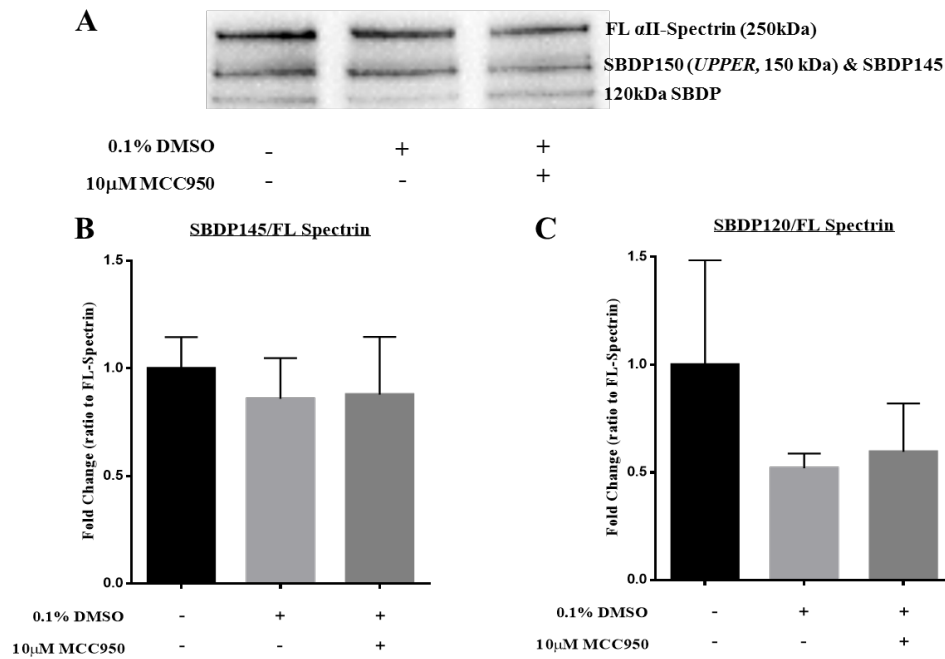 A
FL αII-Spectrin (250kDa)
SBDP150 (UPPER, 150 kDa) & SBDP145
120kDa SBDP
0.1% DMSO - + +
10µM MCC950 - - +
B
SBDP145/FL Spectrin
Fold Change (ratio to FL-Spectrin)
1.5
1.0
0.5
0.0
0.1% DMSO - + +
10µM MCC950 - - +
C
SBDP120/FL Spectrin
Fold Change (ratio to FL-Spectrin)
1.5
1.0
0.5
0.0
0.1% DMSO - + +
10µM MCC950 - - +